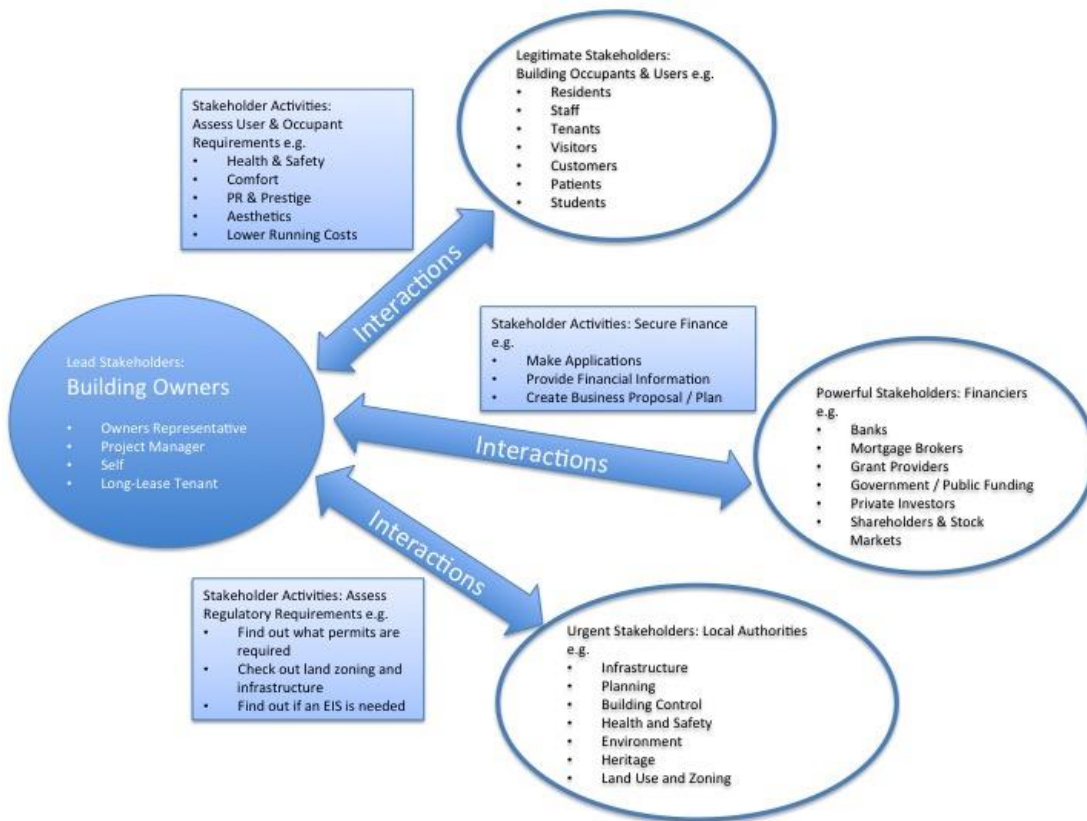 Legitimate Stakeholders:
Building Occupants & Users e.g.
• Residents
• Staff
• Tenants
• Visitors
• Customers
• Patients
• Students
Stakeholder Activities:
Assess User & Occupant
Requirements e.g.
• Health & Safety
• Comfort
• PR & Prestige
• Aesthetics
• Lower Running Costs
Interactions
Lead Stakeholders:
Building Owners
• Owners Representative
• Project Manager
• Self
• Long-Lease Tenant
Stakeholder Activities: Secure Finance
e.g.
• Make Applications
• Provide Financial Information
• Create Business Proposal / Plan
Interactions
Powerful Stakeholders: Financiers
e.g.
• Banks
• Mortgage Brokers
• Grant Providers
• Government / Public Funding
• Private Investors
• Shareholders & Stock
Markets
Interactions
Stakeholder Activities: Assess
Regulatory Requirements e.g.
• Find out what permits are
required
• Check out land zoning and
infrastructure
• Find out if an EIS is needed
Urgent Stakeholders: Local Authorities
e.g.
• Infrastructure
• Planning
• Building Control
• Health and Safety
• Environment
• Heritage
• Land Use and Zoning